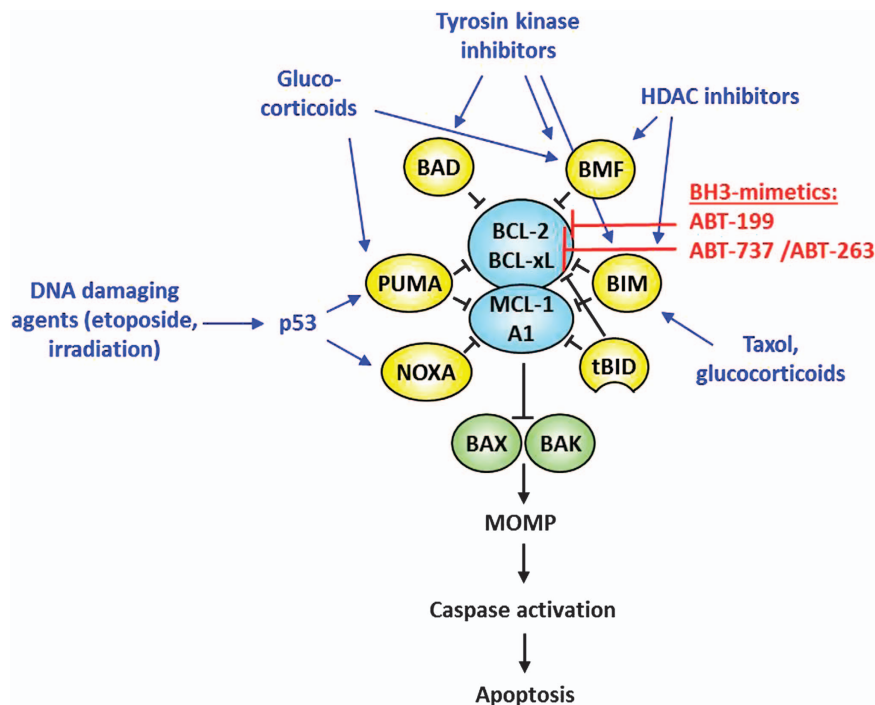 Tyrosin kinase
inhibitors
Gluco-
corticoids
HDAC inhibitors
BAD
BMF
BH3-mimetics:
ABT-199
ABT-737 /ABT-263
BCL-2
BCL-xL
PUMA
BIM
DNA damaging
agents (etoposide,
irradiation)
p53
MCL-1
A1
NOXA
tBID
Taxol,
glucocorticoids
BAX
BAK
MOMP
Caspase activation
Apoptosis